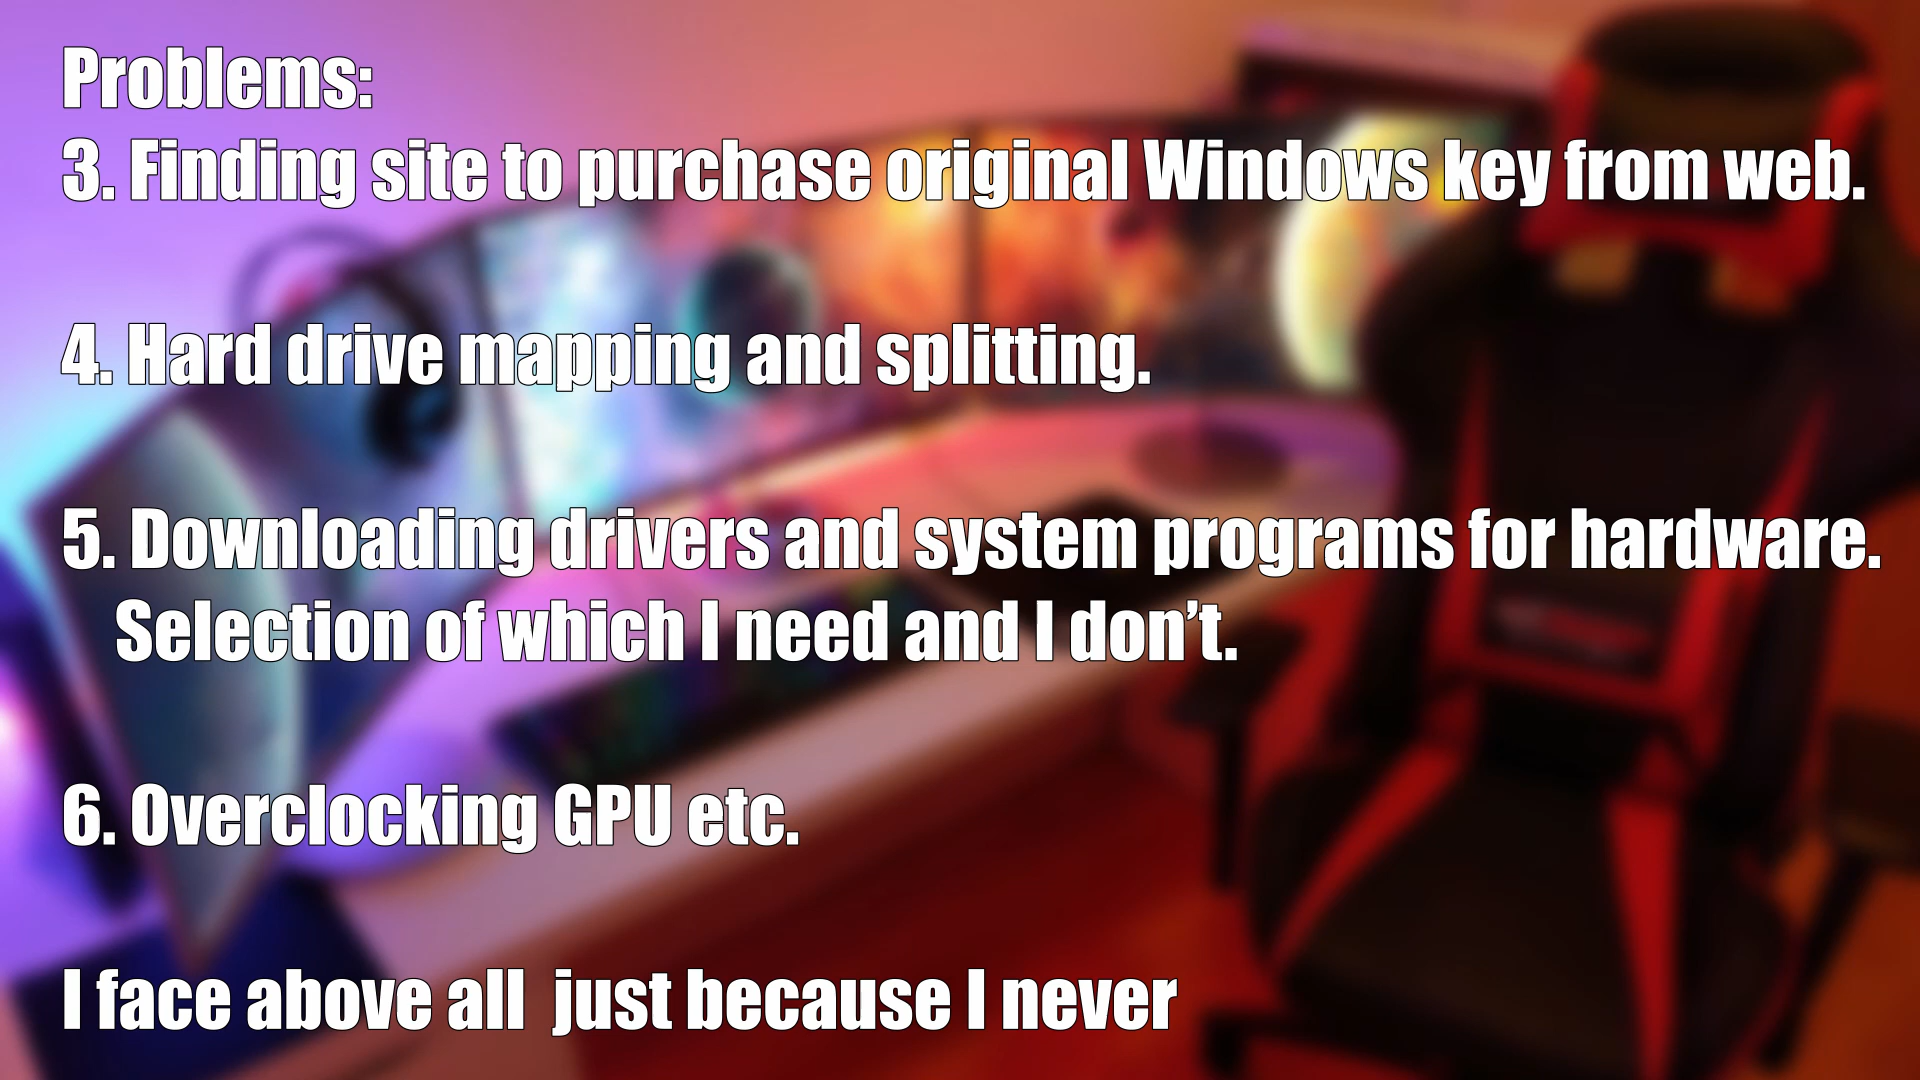 Problems:
3. Finding site to purchase original Windows key from web.
4. Hard drive mapping and splitting.
5. Downloading drivers and system programs for hardware.
Selection of which I need and I don’t.
6. Overclocking GPU etc.
I face above all  just because I never